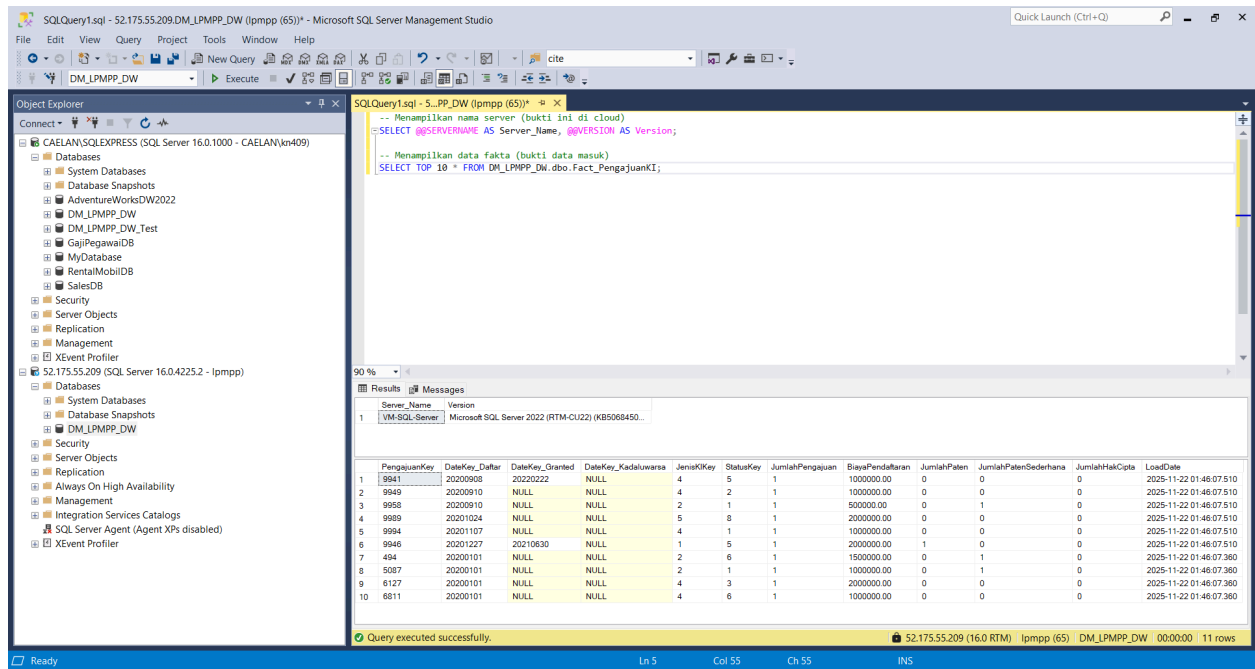 SQLQuery1.sql - 52.175.55.209.DM_LPMPP_DW (lpmpp (65))* - Microsoft SQL Server Management Studio
Quick Launch (Ctrl+Q)
File Edit View Query Project Tools Window Help
New Query MDX DMX XMLA DAX cite
DM_LPMPP_DW Execute
Object Explorer
Connect
CAELAN\SQLEXPRESS (SQL Server 16.0.1000 - CAELAN\kn409)
Databases
System Databases
Database Snapshots
AdventureWorksDW2022
DM_LPMPP_DW
DM_LPMPP_DW_Test
GajiPegawaiDB
MyDatabase
RentalMobilDB
SalesDB
Security
Server Objects
Replication
Management
XEvent Profiler
52.175.55.209 (SQL Server 16.0.4225.2 - lpmpp)
Databases
System Databases
Database Snapshots
DM_LPMPP_DW
Security
Server Objects
Replication
Always On High Availability
Management
Integration Services Catalogs
SQL Server Agent (Agent XPs disabled)
XEvent Profiler
SQLQuery1.sql - 5...PP_DW (lpmpp (65))*
-- Menampilkan nama server (bukti ini di cloud)
SELECT @@SERVERNAME AS Server_Name, @@VERSION AS Version;
-- Menampilkan data fakta (bukti data masuk)
SELECT TOP 10 * FROM DM_LPMPP_DW.dbo.Fact_PengajuanKI;
90 %
Results Messages
Server_Name Version
1 VM-SQL-Server Microsoft SQL Server 2022 (RTM-CU22) (KB5068450...
PengajuanKey DateKey_Daftar DateKey_Granted DateKey_Kadaluwarsa JenisKIKey StatusKey JumlahPengajuan BiayaPendaftaran JumlahPaten JumlahPatenSederhana JumlahHakCipta LoadDate
1 9941 20200908 20220222 NULL 4 5 1 1000000.00 0 0 0 2025-11-22 01:46:07.510
2 9949 20200910 NULL NULL 4 2 1 1000000.00 0 0 0 2025-11-22 01:46:07.510
3 9958 20200910 NULL NULL 2 1 1 500000.00 0 1 0 2025-11-22 01:46:07.510
4 9989 20201024 NULL NULL 5 8 1 2000000.00 0 0 0 2025-11-22 01:46:07.510
5 9994 20201107 NULL NULL 4 1 1 1000000.00 0 0 0 2025-11-22 01:46:07.510
6 9946 20201227 20210630 NULL 1 5 1 2000000.00 1 0 0 2025-11-22 01:46:07.510
7 494 20200101 NULL NULL 2 6 1 1500000.00 0 1 0 2025-11-22 01:46:07.360
8 5087 20200101 NULL NULL 2 1 1 1000000.00 0 1 0 2025-11-22 01:46:07.360
9 6127 20200101 NULL NULL 4 3 1 2000000.00 0 0 0 2025-11-22 01:46:07.360
10 6811 20200101 NULL NULL 4 6 1 1000000.00 0 0 0 2025-11-22 01:46:07.360
Query executed successfully. 52.175.55.209 (16.0 RTM) lpmpp (65) DM_LPMPP_DW 00:00:00 11 rows
Ready Ln 5 Col 55 Ch 55 INS